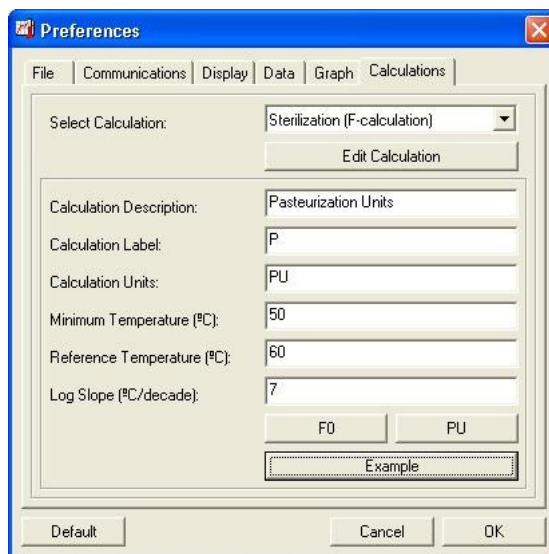 Preferences
File Communications Display Data Graph Calculations
Select Calculation: Sterilization (F-calculation)
Edit Calculation
Calculation Description: Pasteurization Units
Calculation Label: P
Calculation Units: PU
Minimum Temperature (ºC): 50
Reference Temperature (ºC): 60
Log Slope (ºC/decade): 7
F0 PU
Example
Default Cancel OK